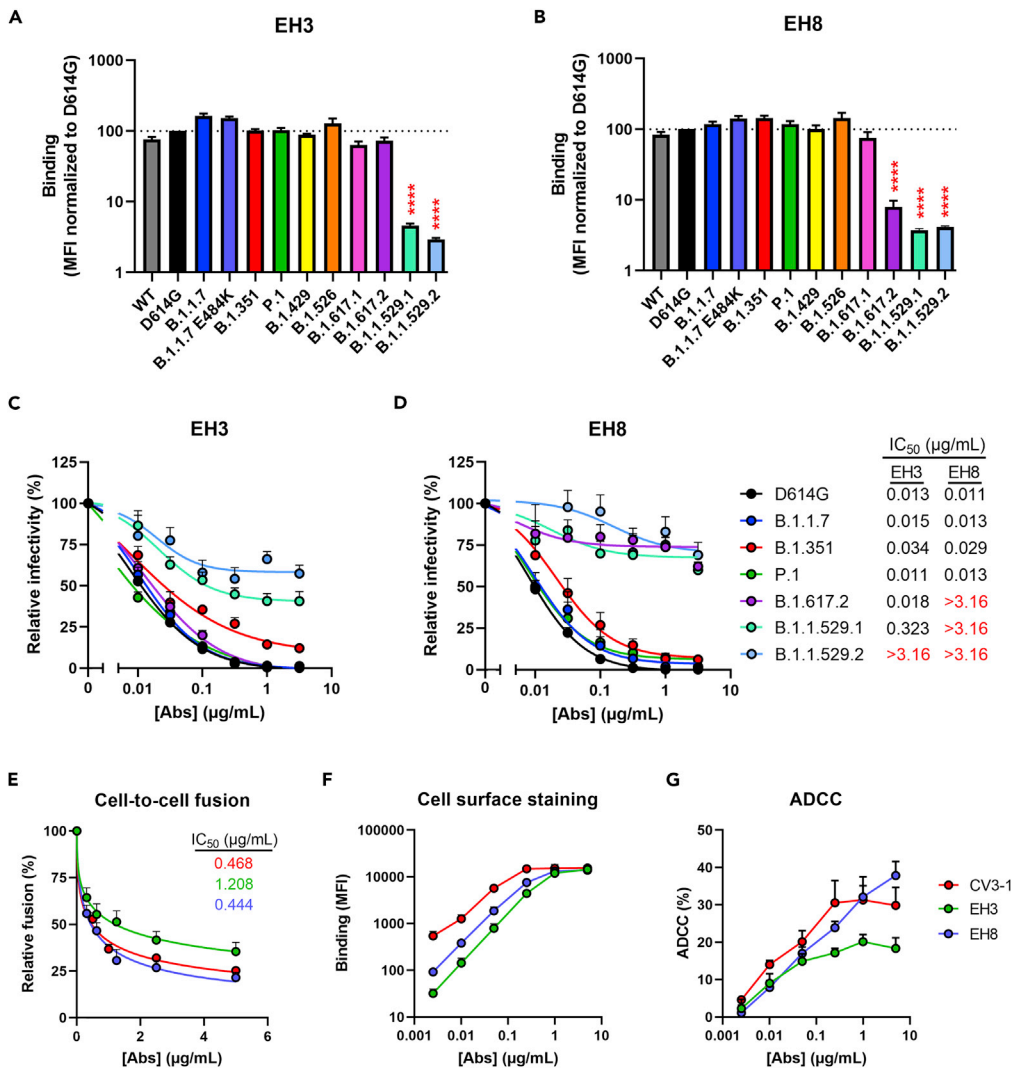 A
EH3
Binding
(MFI normalized to D614G)
1000
100
10
1
****
****
WT
D614G
B.1.1.7
B.1.1.7 E484K
B.1.351
P.1
B.1.429
B.1.526
B.1.617.1
B.1.617.2
B.1.1.529.1
B.1.1.529.2
B
EH8
Binding
(MFI normalized to D614G)
1000
100
10
1
****
****
****
WT
D614G
B.1.1.7
B.1.1.7 E484K
B.1.351
P.1
B.1.429
B.1.526
B.1.617.1
B.1.617.2
B.1.1.529.1
B.1.1.529.2
C
EH3
Relative infectivity (%)
125
100
75
50
25
0
0 0.01 0.1 1 10
[Abs] (µg/mL)
D
EH8
Relative infectivity (%)
125
100
75
50
25
0
0 0.01 0.1 1 10
[Abs] (µg/mL)
IC50 (µg/mL)
EH3 EH8
D614G 0.013 0.011
B.1.1.7 0.015 0.013
B.1.351 0.034 0.029
P.1 0.011 0.013
B.1.617.2 0.018 >3.16
B.1.1.529.1 0.323 >3.16
B.1.1.529.2 >3.16 >3.16
E
Cell-to-cell fusion
Relative fusion (%)
100
75
50
25
0
0 2 4 6
[Abs] (µg/mL)
IC50 (µg/mL)
0.468
1.208
0.444
F
Cell surface staining
Binding (MFI)
100000
10000
1000
100
10
0.001 0.01 0.1 1 10
[Abs] (µg/mL)
G
ADCC
ADCC (%)
50
40
30
20
10
0
0.001 0.01 0.1 1 10
[Abs] (µg/mL)
CV3-1
EH3
EH8